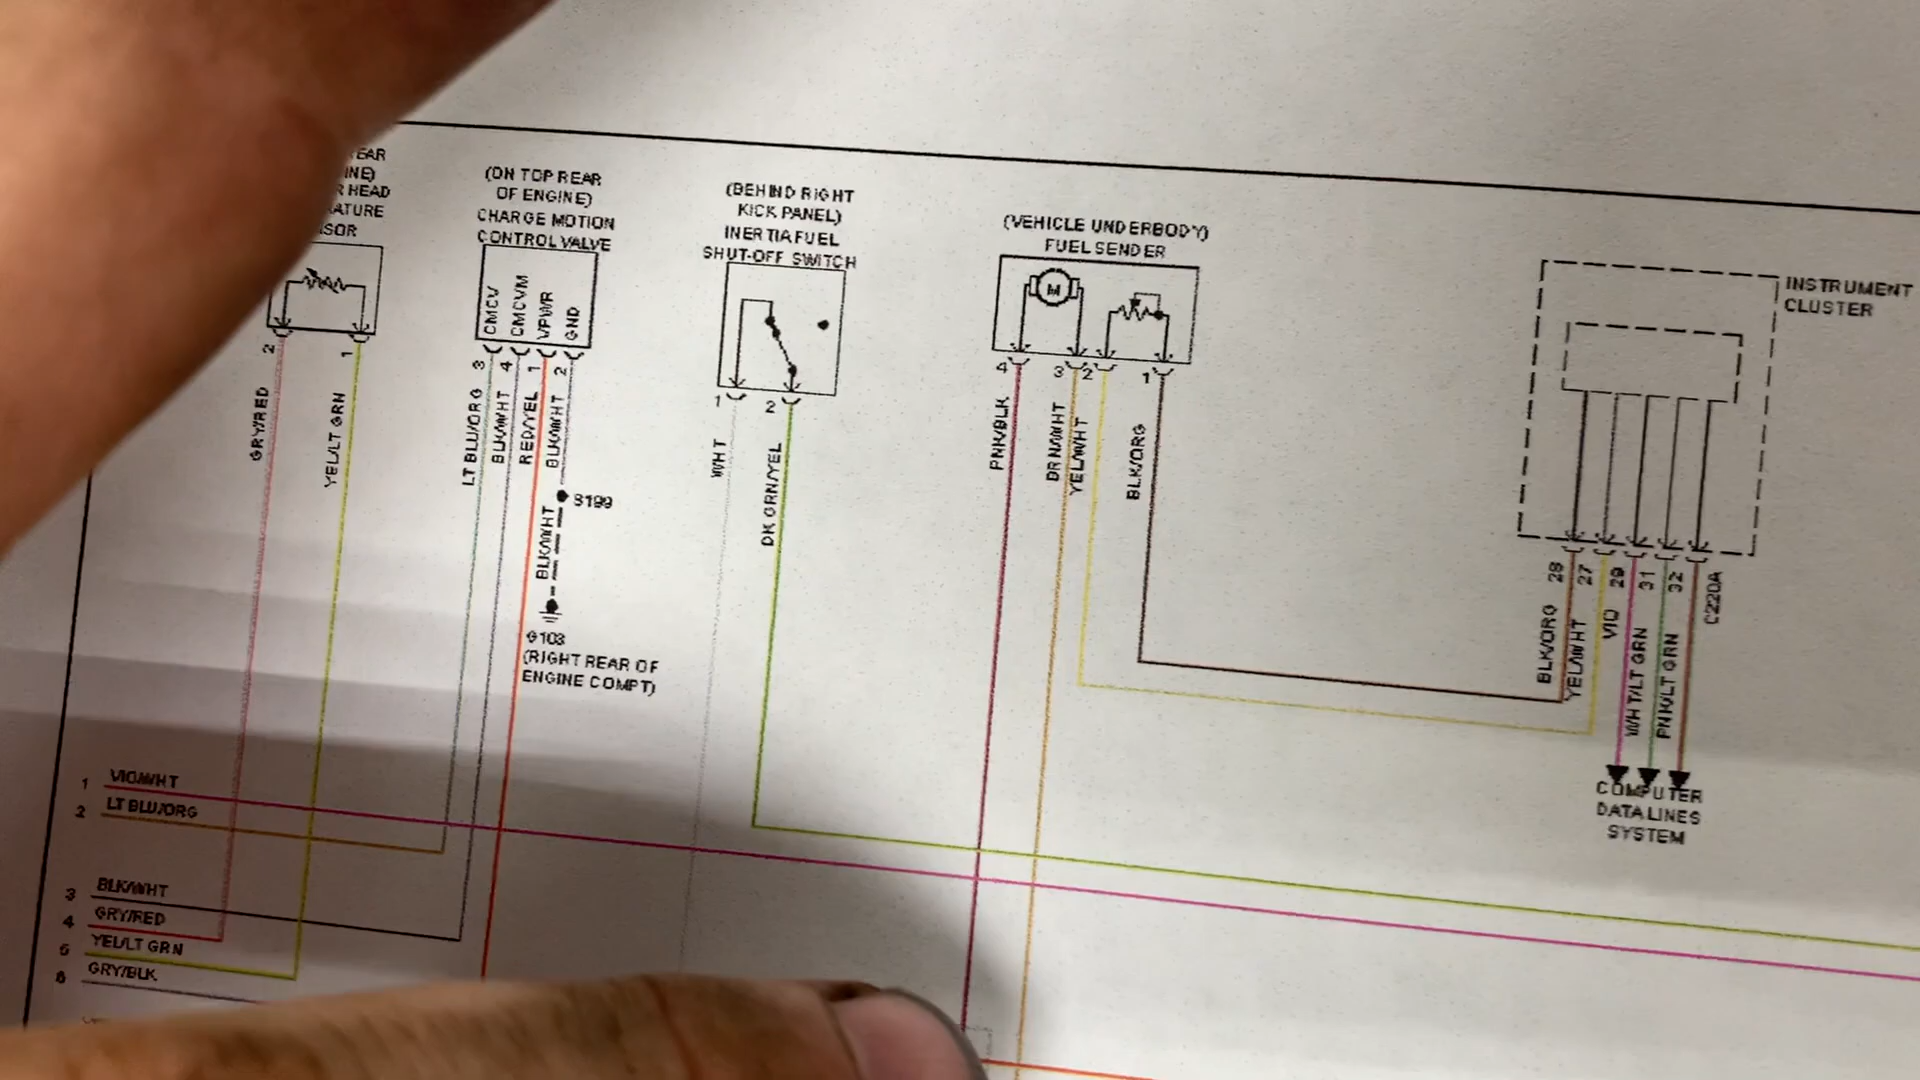 EAR
INE)
R HEAD
ATURE
SOR
2
1
GRY/RED
YEL/LT GRN
(ON TOP REAR
OF ENGINE)
CHARGE MOTION
CONTROL VALVE
CMCV
CMCVM
VPWR
GND
3
4
1
2
LT BLU/ORG
BLK/WHT
RED/YEL
BLK/WHT
S199
BLK/WHT
G103
(RIGHT REAR OF
ENGINE COMPT)
(BEHIND RIGHT
KICK PANEL)
INERTIA FUEL
SHUT-OFF SWITCH
1
2
WHT
DK GRN/YEL
(VEHICLE UNDERBODY)
FUEL SENDER
M
4
3
2
1
PNK/BLK
BRN/WHT
YEL/WHT
BLK/ORG
INSTRUMENT
CLUSTER
28
27
29
31
32
C220A
BLK/ORG
YEL/WHT
VIO
WHT/LT GRN
PNK/LT GRN
COMPUTER
DATA LINES
SYSTEM
1 VIO/WHT
2 LT BLU/ORG
3 BLK/WHT
4 GRY/RED
5 YEL/LT GRN
6 GRY/BLK